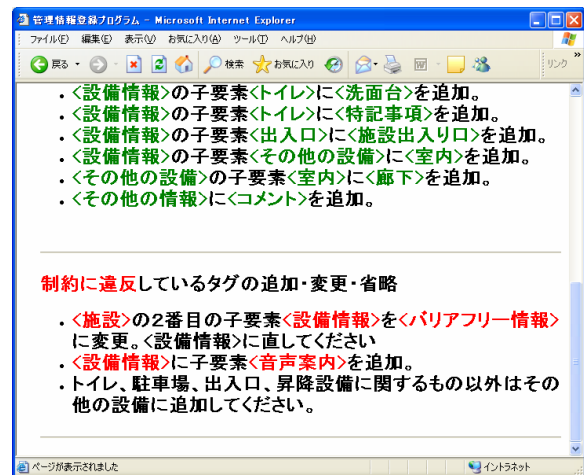 管理情報登録プログラム - Microsoft Internet Explorer
ファイル(F) 編集(E) 表示(V) お気に入り(A) ツール(T) ヘルプ(H)
戻る 検索 お気に入り リンク »
・<設備情報>の子要素<トイレ>に<洗面台>を追加。
・<設備情報>の子要素<トイレ>に<特記事項>を追加。
・<設備情報>の子要素<出入口>に<施設出入り口>を追加。
・<設備情報>の子要素<その他の設備>に<室内>を追加。
・<その他の設備>の子要素<室内>に<廊下>を追加。
・<その他の情報>に<コメント>を追加。
制約に違反しているタグの追加・変更・省略
・<施設>の2番目の子要素<設備情報>を<バリアフリー情報>
に変更。<設備情報>に直してください
・<設備情報>に子要素<音声案内>を追加。
・トイレ、駐車場、出入口、昇降設備に関するもの以外はその
他の設備に追加してください。
ページが表示されました イントラネット